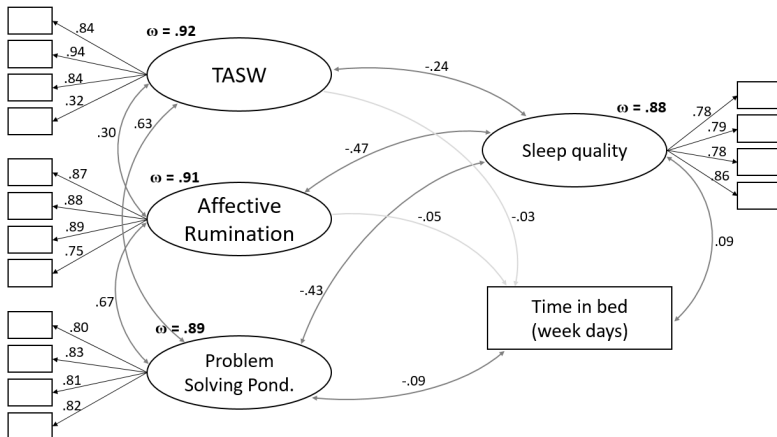 .84
.94
.84
.32
ω = .92
TASW
.30
.63
-.24
ω = .88
Sleep quality
.78
.79
.78
.86
.87
.88
.89
.75
ω = .91
Affective
Rumination
-.47
-.05
-.03
.09
.67
-.43
Time in bed
(week days)
.80
.83
.81
.82
ω = .89
Problem
Solving Pond.
-.09